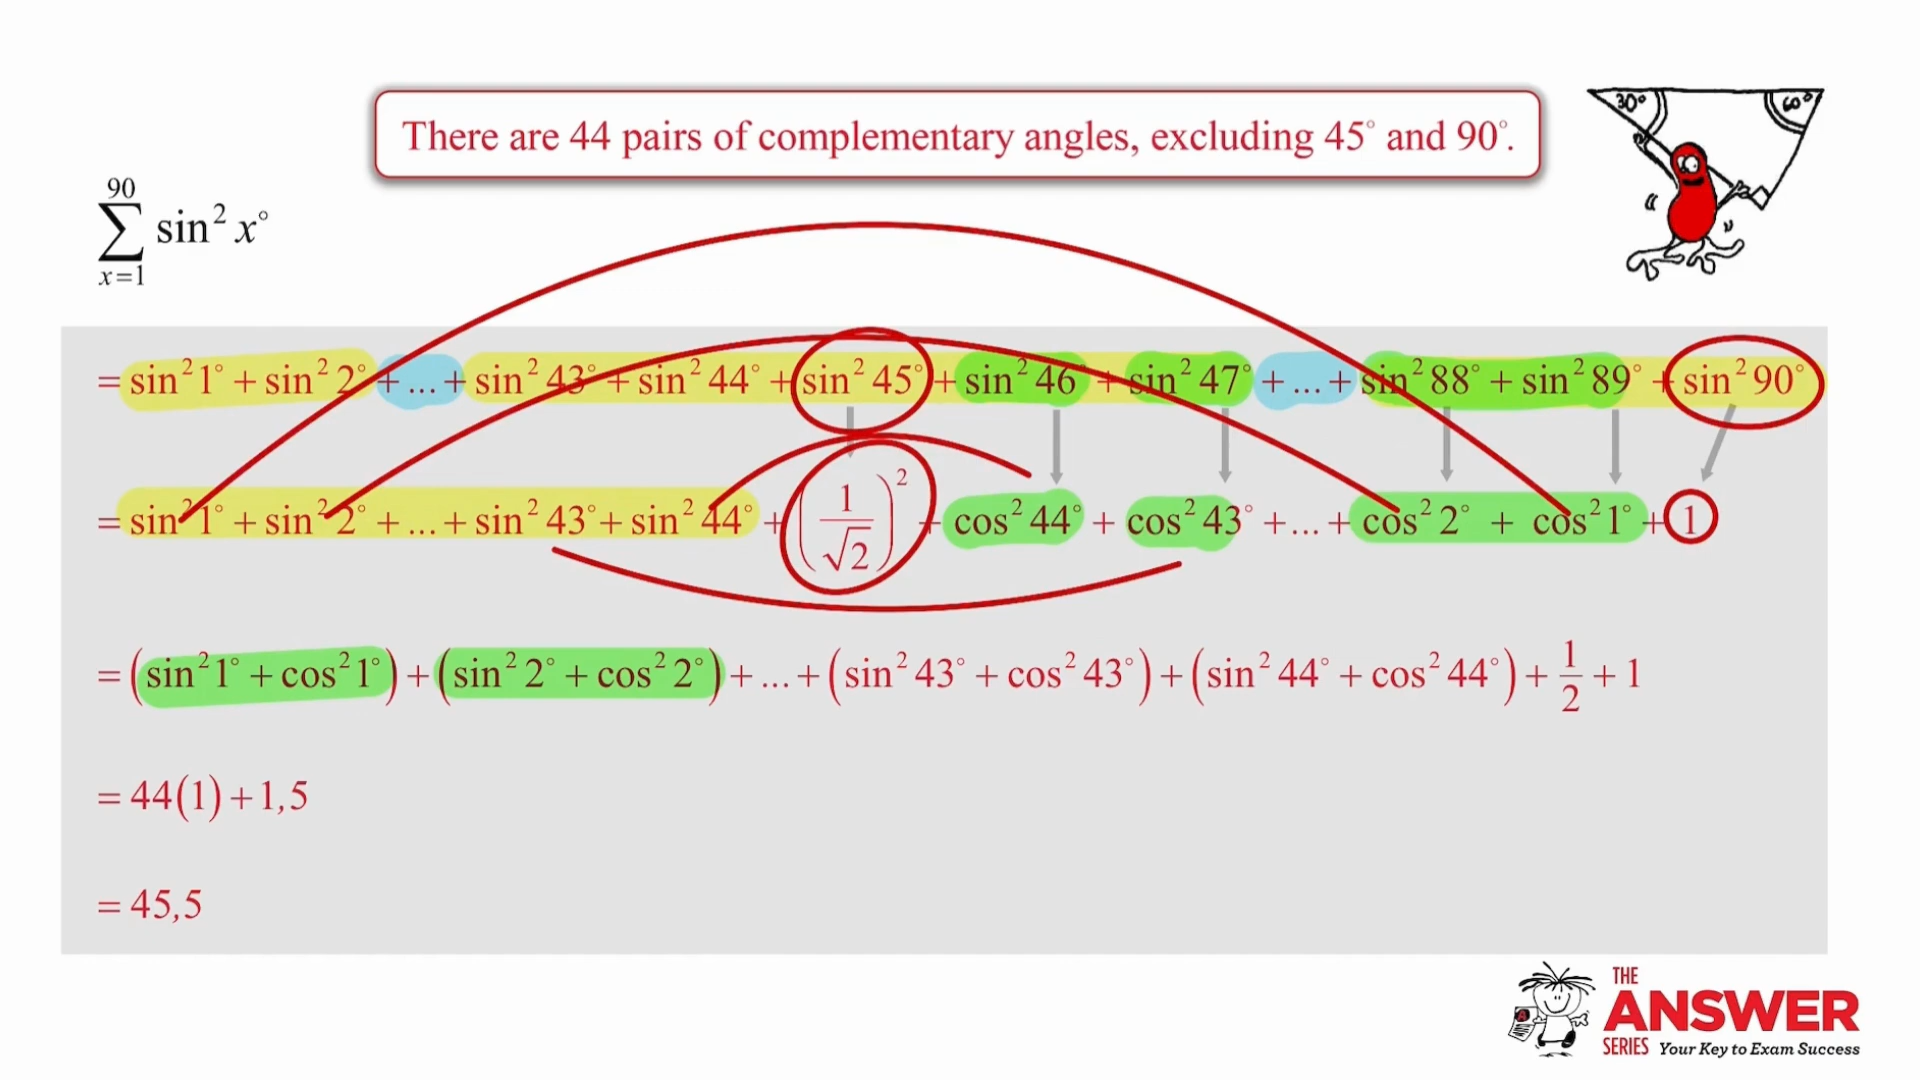 There are 44 pairs of complementary angles, excluding 45° and 90°.
30° 60°
90
∑ sin² x°
x=1
= sin² 1° + sin² 2° + ... + sin² 43° + sin² 44° + sin² 45° + sin² 46° + sin² 47° + ... + sin² 88° + sin² 89° + sin² 90°
= sin² 1° + sin² 2° + ... + sin² 43° + sin² 44° + (1/√2)² + cos² 44° + cos² 43° + ... + cos² 2° + cos² 1° + 1
= (sin² 1° + cos² 1°) + (sin² 2° + cos² 2°) + ... + (sin² 43° + cos² 43°) + (sin² 44° + cos² 44°) + 1/2 + 1
= 44(1) + 1,5
= 45,5
THE
ANSWER
SERIES Your Key to Exam Success